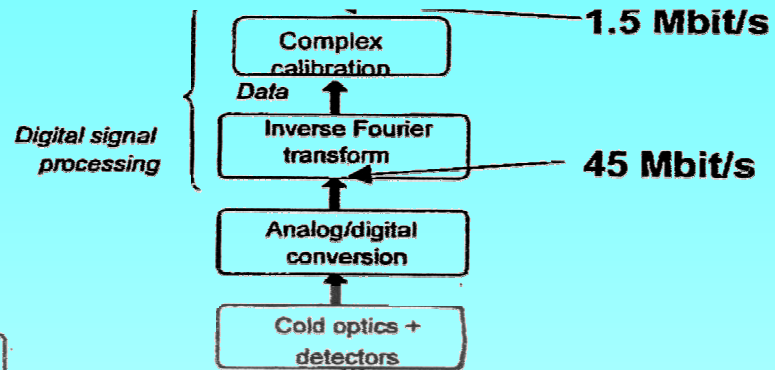 1.5 Mbit/s
Complex
calibration
Data
Digital signal
processing
Inverse Fourier
transform
45 Mbit/s
Analog/digital
conversion
Cold optics +
detectors